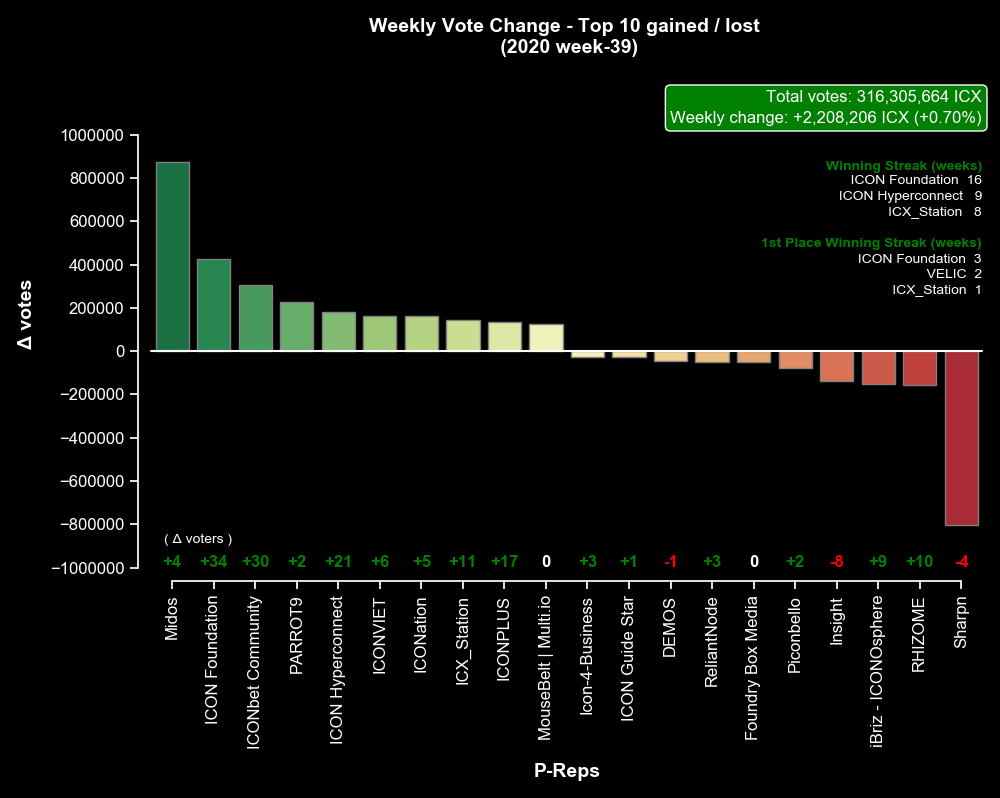 Weekly Vote Change - Top 10 gained / lost
(2020 week-39)
Total votes: 316,305,664 ICX
Weekly change: +2,208,206 ICX (+0.70%)
Winning Streak (weeks)
ICON Foundation 16
ICON Hyperconnect 9
ICX_Station 8
1st Place Winning Streak (weeks)
ICON Foundation 3
VELIC 2
ICX_Station 1
Δ votes
1000000
800000
600000
400000
200000
0
−200000
−400000
−600000
−800000
−1000000
( Δ voters )
+4 +34 +30 +2 +21 +6 +5 +11 +17 0 +3 +1 -1 +3 0 +2 -8 +9 +10 -4
Midos
ICON Foundation
ICONbet Community
PARROT9
ICON Hyperconnect
ICONVIET
ICONation
ICX_Station
ICONPLUS
MouseBelt | Multi.io
Icon-4-Business
ICON Guide Star
DEMOS
ReliantNode
Foundry Box Media
Piconbello
Insight
iBriz - ICONOsphere
RHIZOME
Sharpn
P-Reps